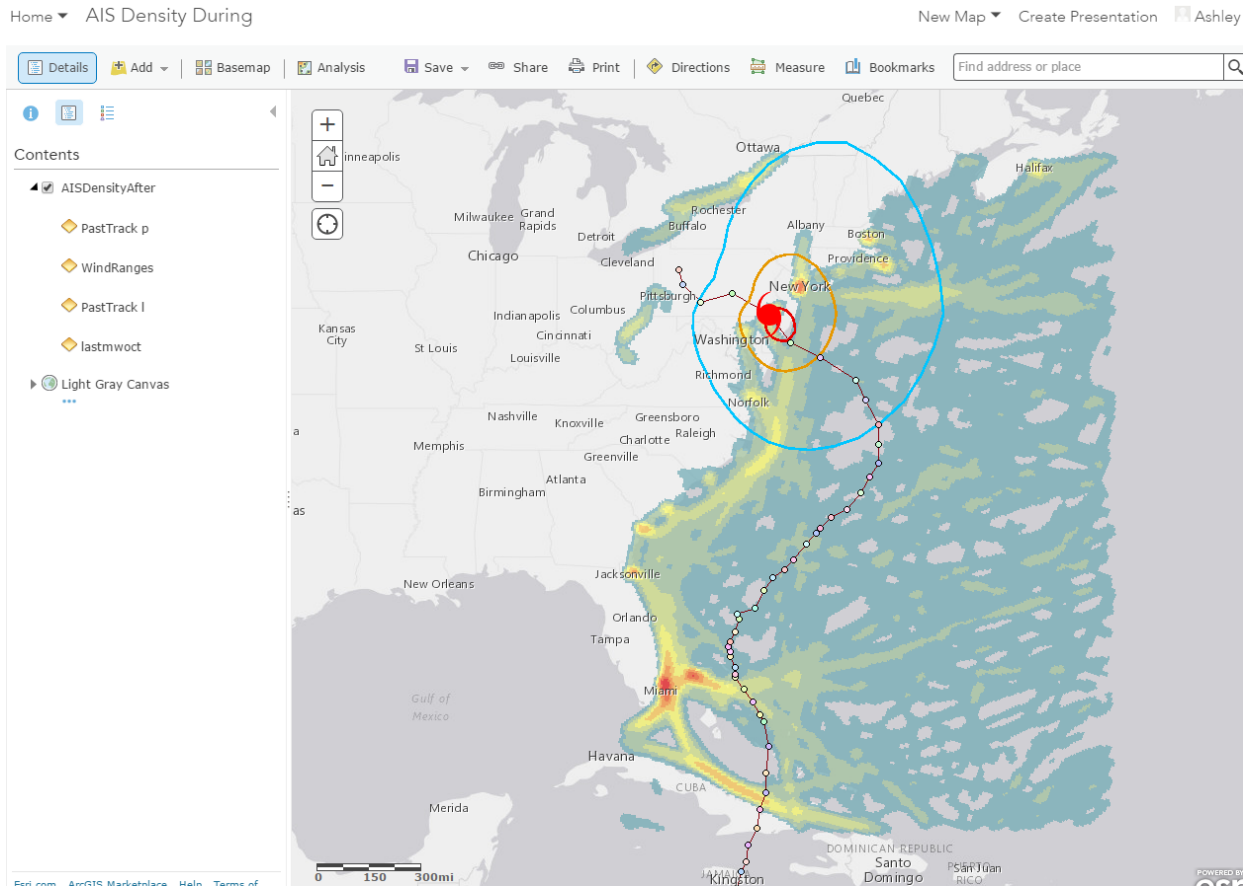 Home AIS Density During New Map Create Presentation Ashley
Details Add Basemap Analysis Save Share Print Directions Measure Bookmarks Find address or place
Contents
AISDensityAfter
PastTrack p
WindRanges
PastTrack l
lastmwoct
Light Gray Canvas
Esri.com ArcGIS Marketplace Help Terms of
Quebec
Ottawa
inneapolis
Halifax
Rochester
Milwaukee
Grand Rapids
Buffalo
Albany
Detroit
Boston
Chicago
Cleveland
Providence
New York
Pittsburgh
Indianapolis
Columbus
Kansas City
Cincinnati
Washington
St Louis
Louisville
Richmond
Norfolk
Nashville
Knoxville
Greensboro
Raleigh
a
Memphis
Charlotte
Greenville
Atlanta
Birmingham
as
Jacksonville
New Orleans
Orlando
Tampa
Miami
Gulf of
Mexico
Havana
CUBA
Merida
DOMINICAN REPUBLIC
Santo Domingo
San Juan
PUERTO RICO
JAMAICA
Kingston
0 150 300mi
POWERED BY
esri